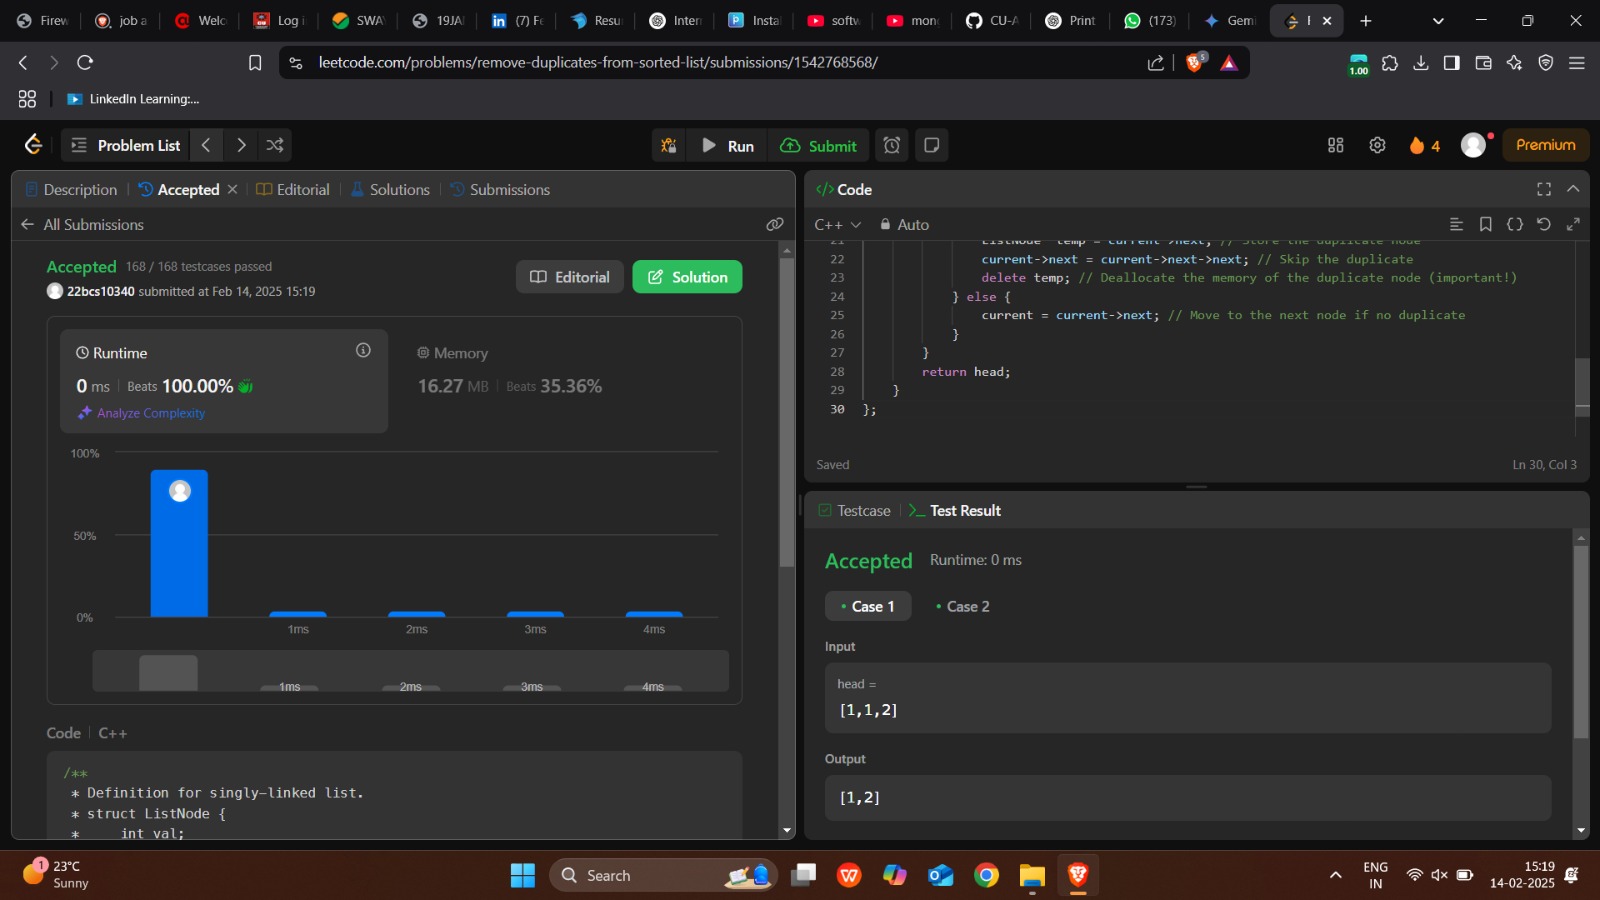 Firew
job a
Welc
Log i
SWA
19JA
(7) Fe
Resu
Inter
Insta
softw
mon
CU-A
Print
(173)
Gemi
leetcode.com/problems/remove-duplicates-from-sorted-list/submissions/1542768568/
5
1.00
LinkedIn Learning:...
Problem List
Run
Submit
4
Premium
Description
Accepted
Editorial
Solutions
Submissions
All Submissions
Accepted 168 / 168 testcases passed
22bcs10340 submitted at Feb 14, 2025 15:19
Editorial
Solution
Runtime
0 ms | Beats 100.00%
Analyze Complexity
Memory
16.27 MB | Beats 35.36%
100%
50%
0%
1ms
2ms
3ms
4ms
1ms
2ms
3ms
4ms
Code | C++
/**
* Definition for singly-linked list.
* struct ListNode {
* int val;
</> Code
C++
Auto
22 current->next = current->next->next; // Skip the duplicate
23 delete temp; // Deallocate the memory of the duplicate node (important!)
24 } else {
25 current = current->next; // Move to the next node if no duplicate
26 }
27 }
28 return head;
29 }
30 };
Saved
Ln 30, Col 3
Testcase
Test Result
Accepted Runtime: 0 ms
• Case 1
• Case 2
Input
head =
[1,1,2]
Output
[1,2]
1
23°C
Sunny
Search
ENG
IN
15:19
14-02-2025